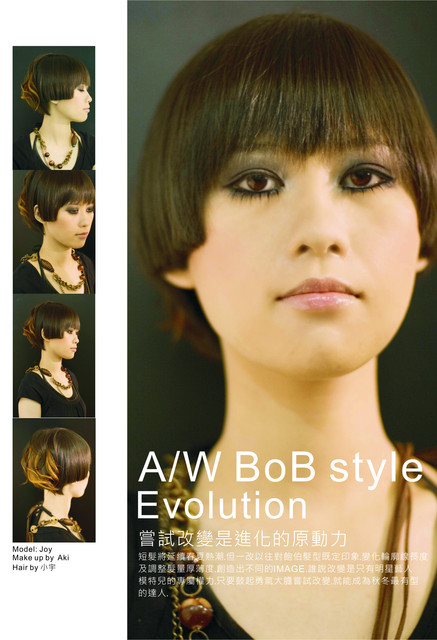 A/W BoB style
Evolution
嘗試改變是進化的原動力
短髮將延續春夏熱潮,但一改以往對鮑伯髮型既定印象,變化輪廓線長度
及調整髮量厚薄度,創造出不同的IMAGE.誰說改變是只有明星藝人
模特兒的專屬權力,只要鼓起勇氣大膽嘗試改變,就能成為秋冬最有型
的達人.
Model: Joy
Make up by Aki
Hair by 小宇